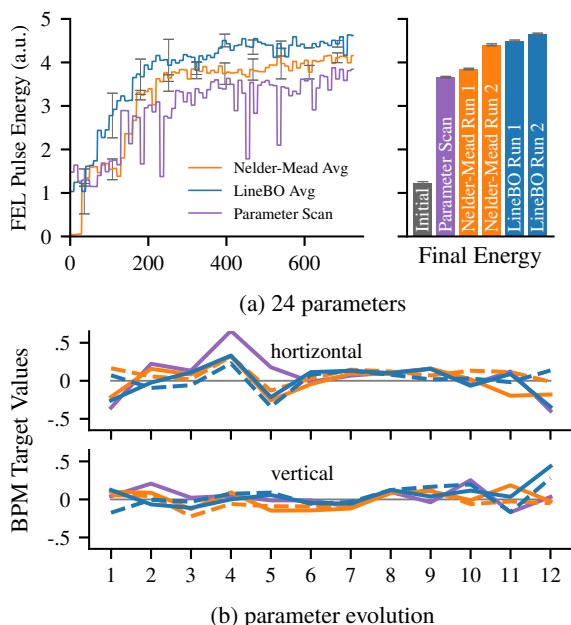 5
4
3
2
1
0
FEL Pulse Energy (a.u.)
Nelder-Mead Avg
LineBO Avg
Parameter Scan
0
200
400
600
Initial
Parameter Scan
Nelder-Mead Run 1
Nelder-Mead Run 2
LineBO Run 1
LineBO Run 2
Final Energy
(a) 24 parameters
BPM Target Values
.5
0
-.5
hortizontal
.5
0
-.5
vertical
1 2 3 4 5 6 7 8 9 10 11 12
(b) parameter evolution